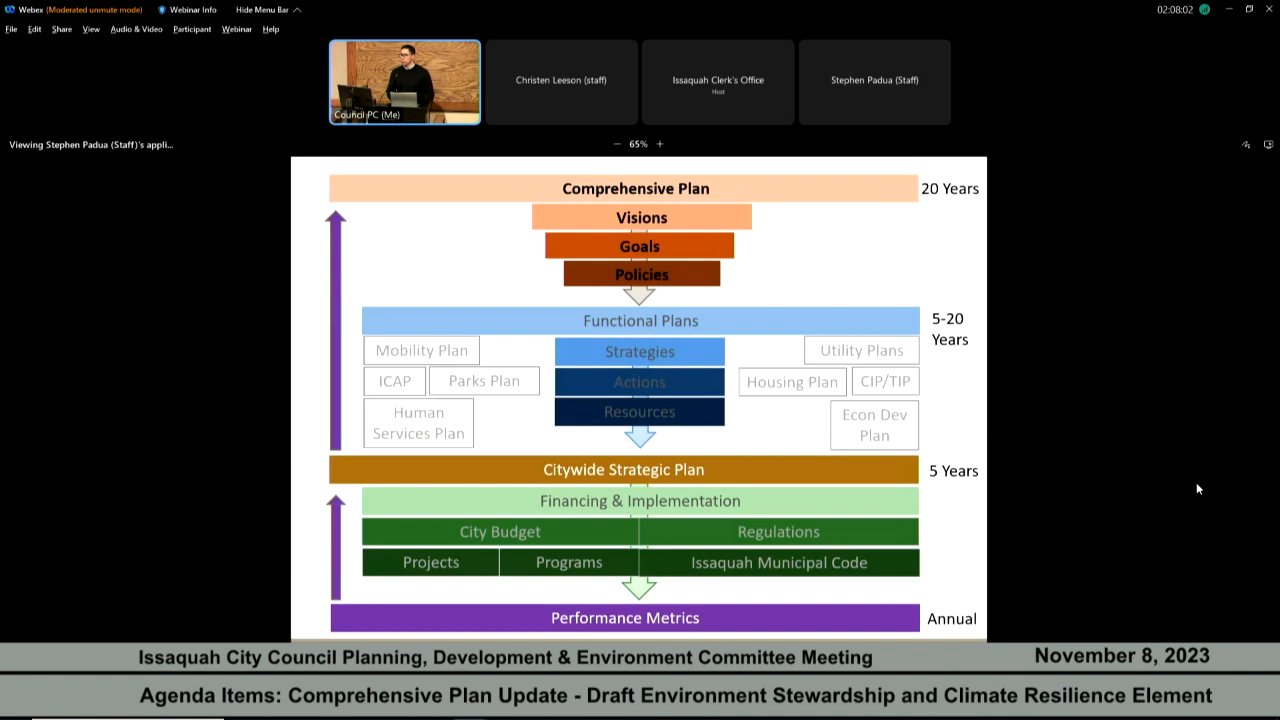 Webex (Moderated unmute mode) Webinar Info Hide Menu Bar 02:08:02
File Edit Share View Audio & Video Participant Webinar Help
Council PC (Me)
Christen Leeson (staff)
Issaquah Clerk's Office
Host
Stephen Padua (Staff)
Viewing Stephen Padua (Staff)'s appli...
65%
Comprehensive Plan 20 Years
Visions
Goals
Policies
Functional Plans
5-20
Years
Mobility Plan Strategies Utility Plans
ICAP Parks Plan Actions Housing Plan CIP/TIP
Human
Services Plan
Resources
Econ Dev
Plan
Citywide Strategic Plan 5 Years
Financing & Implementation
City Budget Regulations
Projects Programs Issaquah Municipal Code
Performance Metrics Annual
Issaquah City Council Planning, Development & Environment Committee Meeting November 8, 2023
Agenda Items: Comprehensive Plan Update - Draft Environment Stewardship and Climate Resilience Element